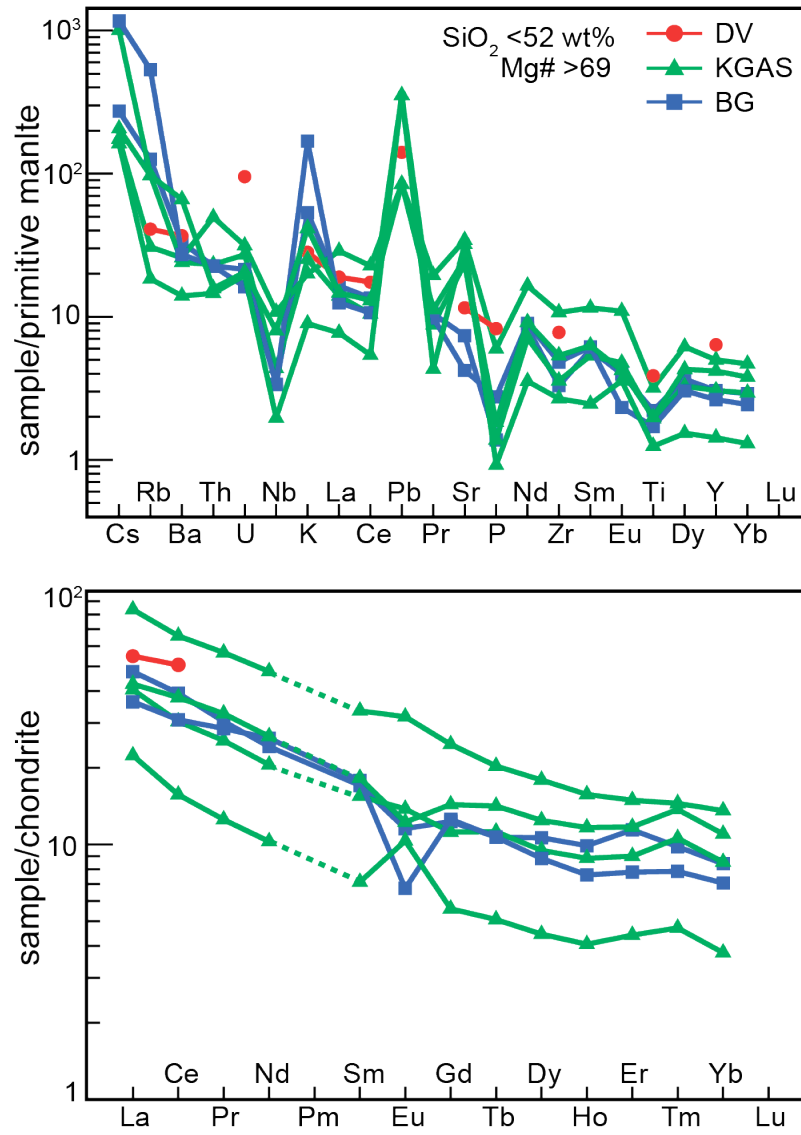 10³
10²
10
1
sample/primitive manlte
SiO₂ <52 wt%
Mg# >69
DV
KGAS
BG
Rb Th Nb La Pb Sr Nd Sm Ti Y Lu
Cs Ba U K Ce Pr P Zr Eu Dy Yb
10²
10
1
sample/chondrite
Ce Nd Sm Gd Dy Er Yb
La Pr Pm Eu Tb Ho Tm Lu